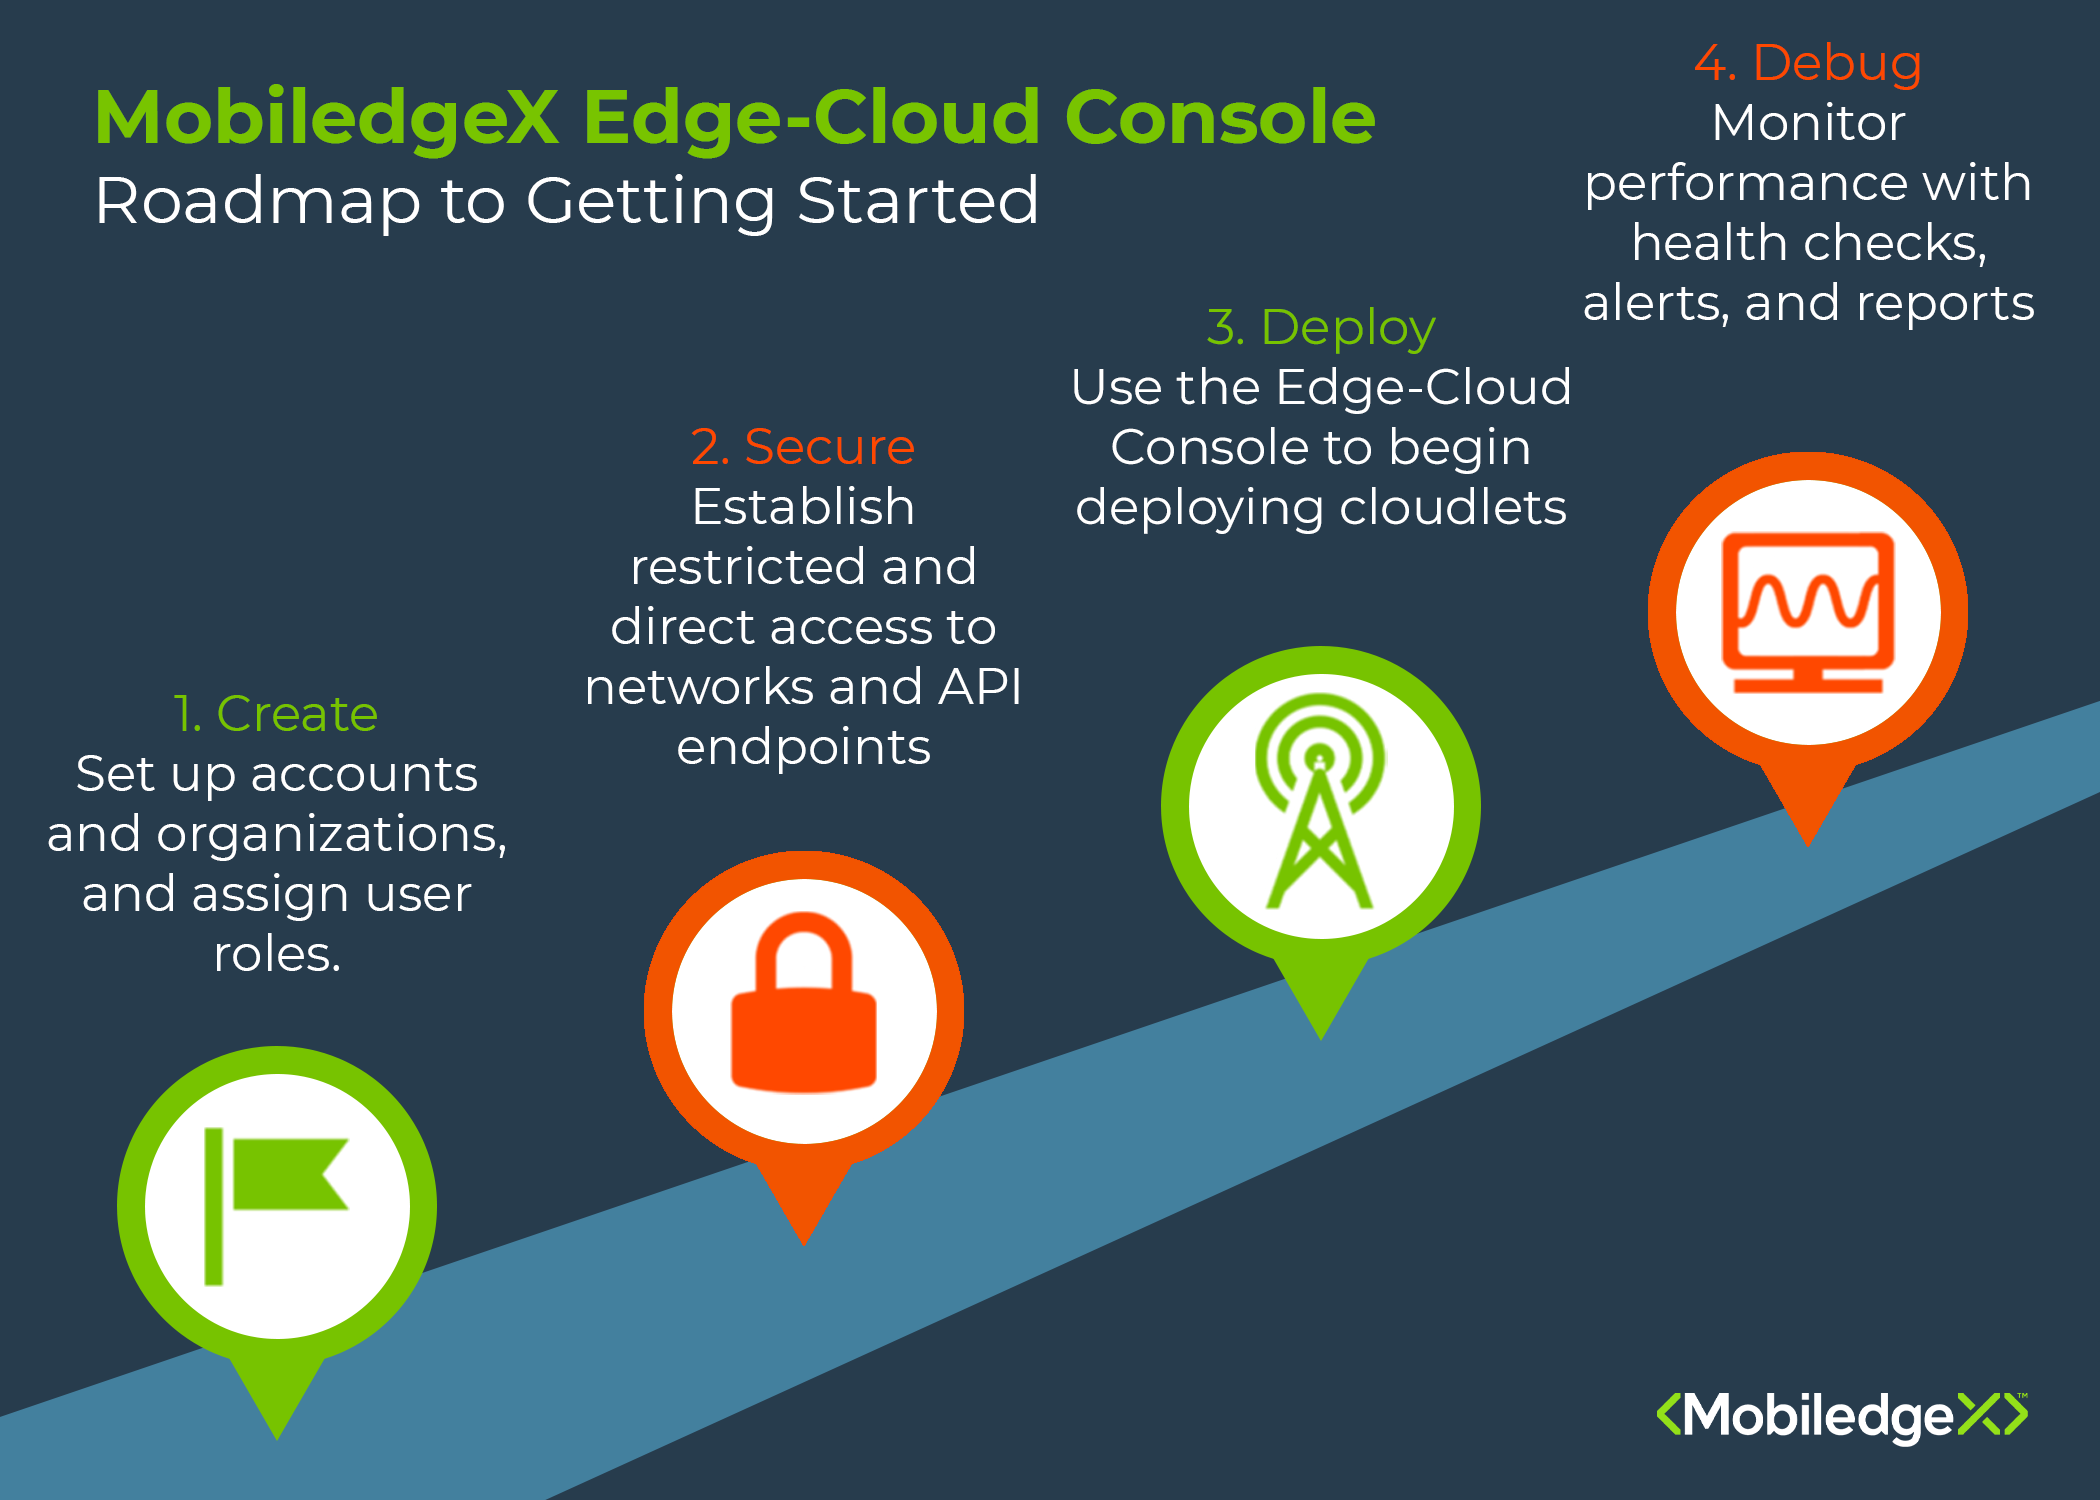 MobiledgeX Edge-Cloud Console
Roadmap to Getting Started
1. Create
Set up accounts
and organizations,
and assign user
roles.
2. Secure
Establish
restricted and
direct access to
networks and API
endpoints
3. Deploy
Use the Edge-Cloud
Console to begin
deploying cloudlets
4. Debug
Monitor
performance with
health checks,
alerts, and reports
MobiledgeX™